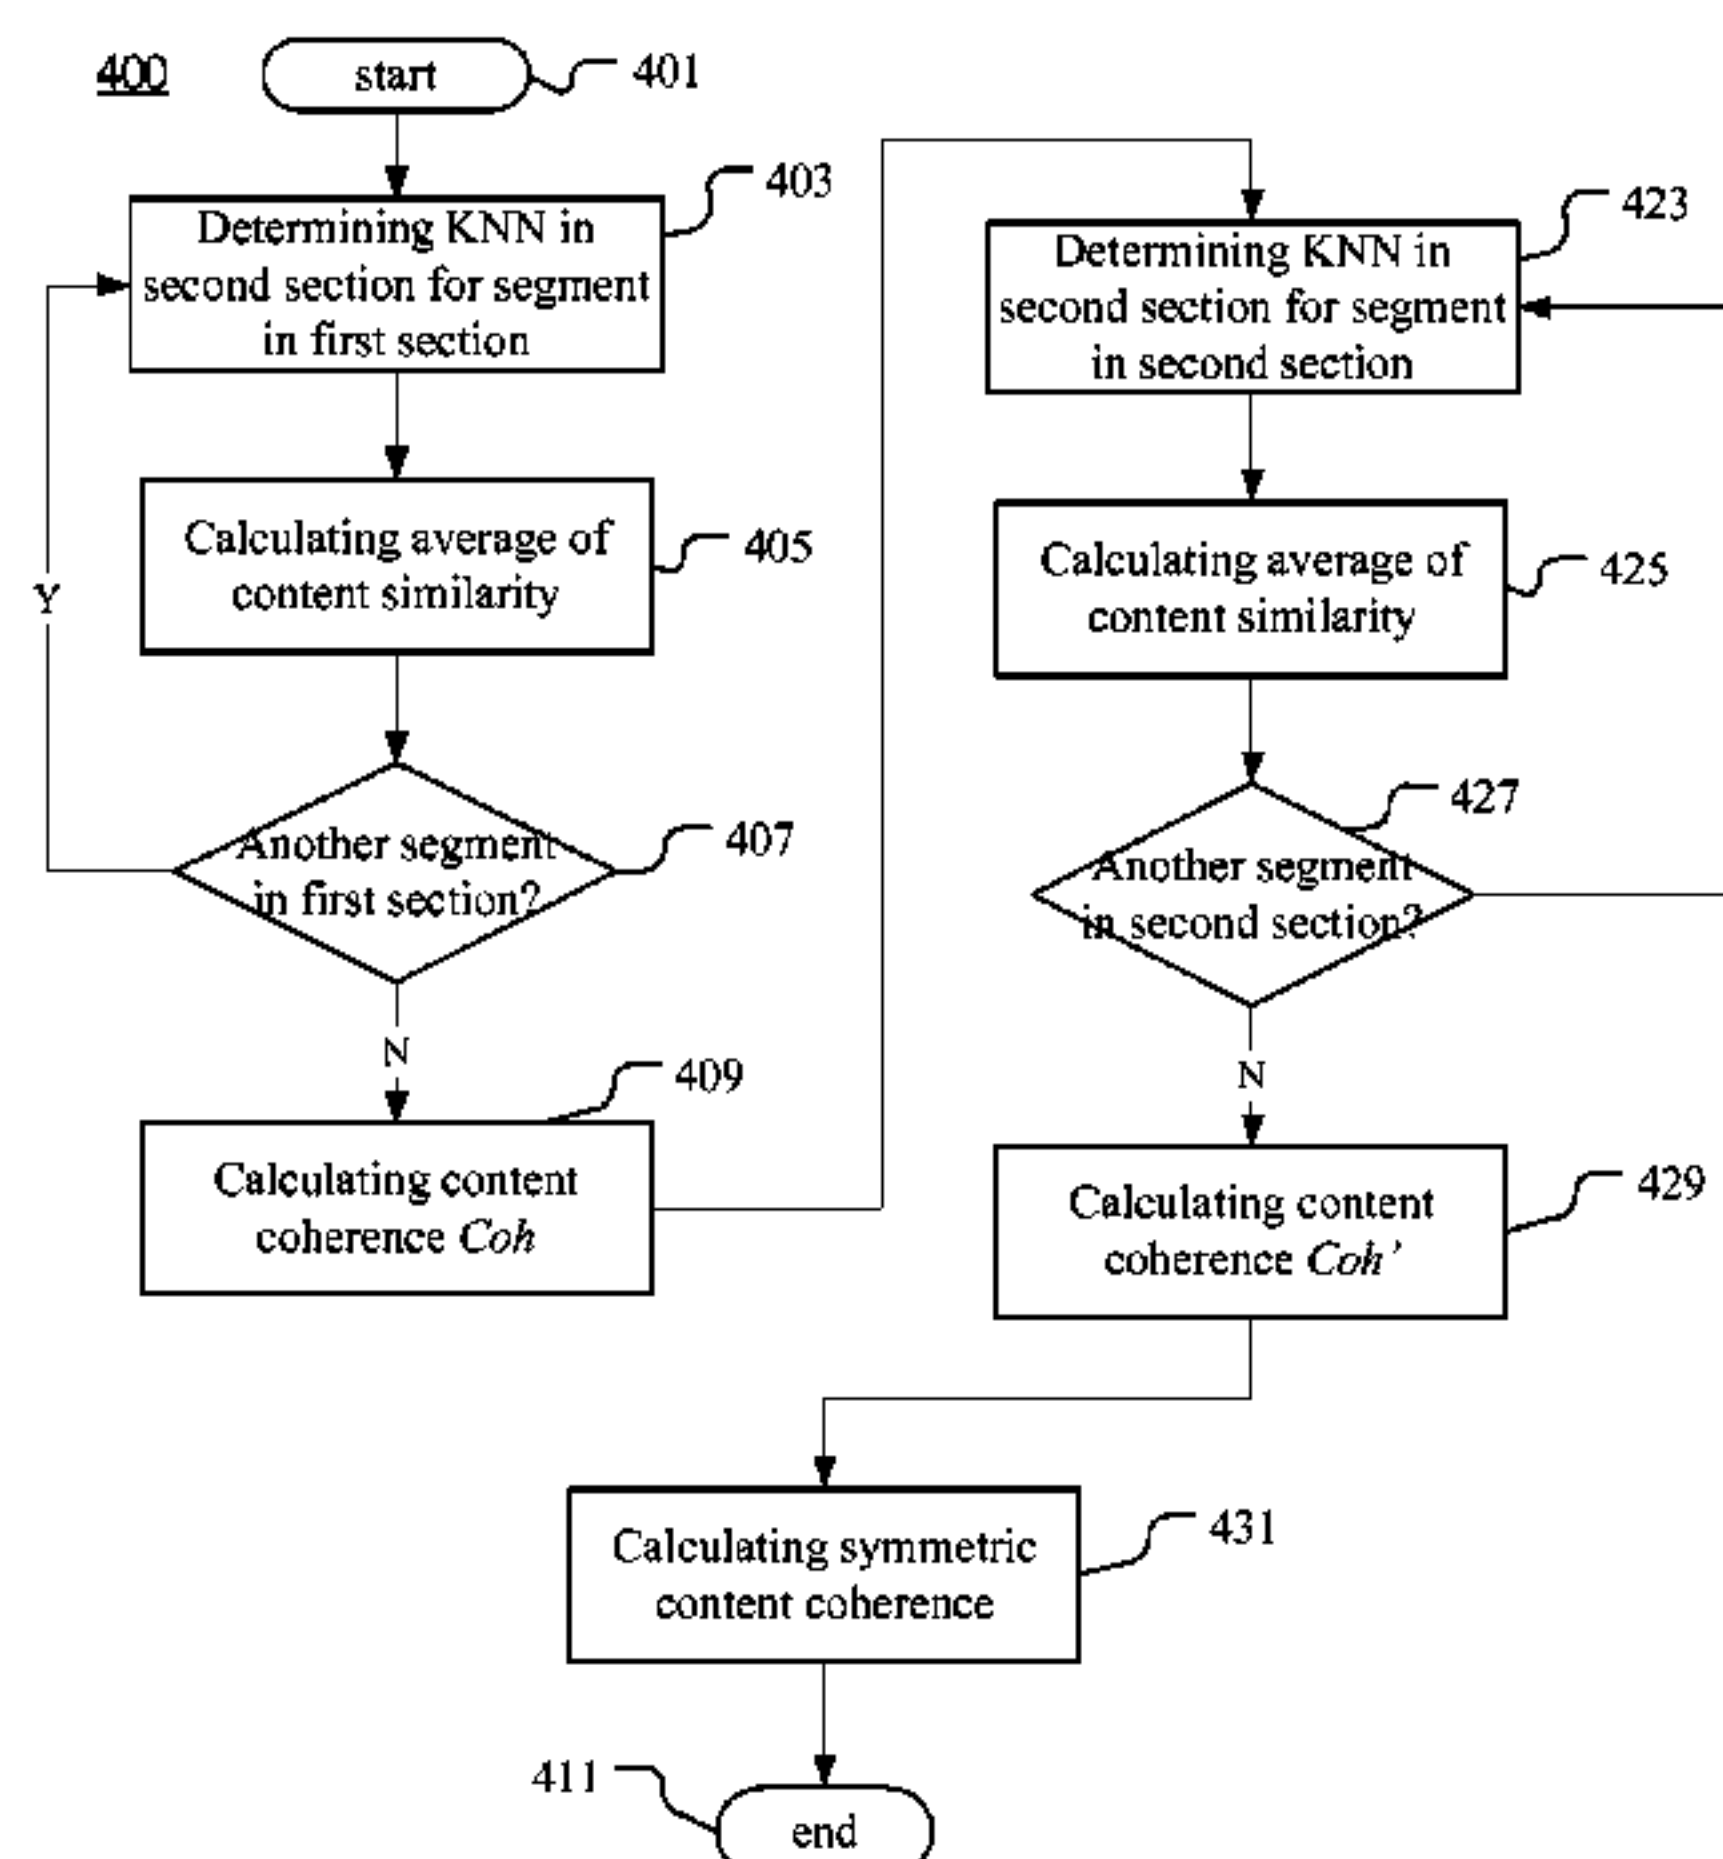 400
start
401
403
Determining KNN in
second section for segment
in first section
405
Calculating average of
content similarity
Y
407
Another segment
in first section?
N
409
Calculating content
coherence Coh
423
Determining KNN in
second section for segment
in second section
425
Calculating average of
content similarity
427
Another segment
in second section?
N
429
Calculating content
coherence Coh'
431
Calculating symmetric
content coherence
411
end